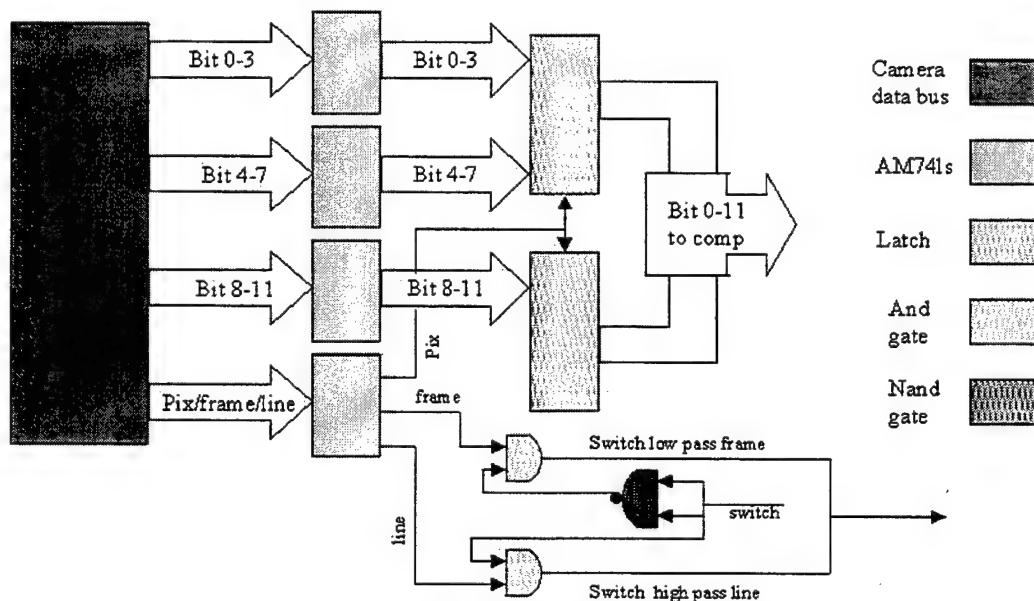 Bit 0-3
Bit 0-3
Bit 4-7
Bit 4-7
Bit 8-11
Bit 8-11
Pix/frame/line
Pix
frame
line
Bit 0-11
to comp
Switch low pass frame
switch
Switch high pass line
Camera
data bus
AM741s
Latch
And
gate
Nand
gate